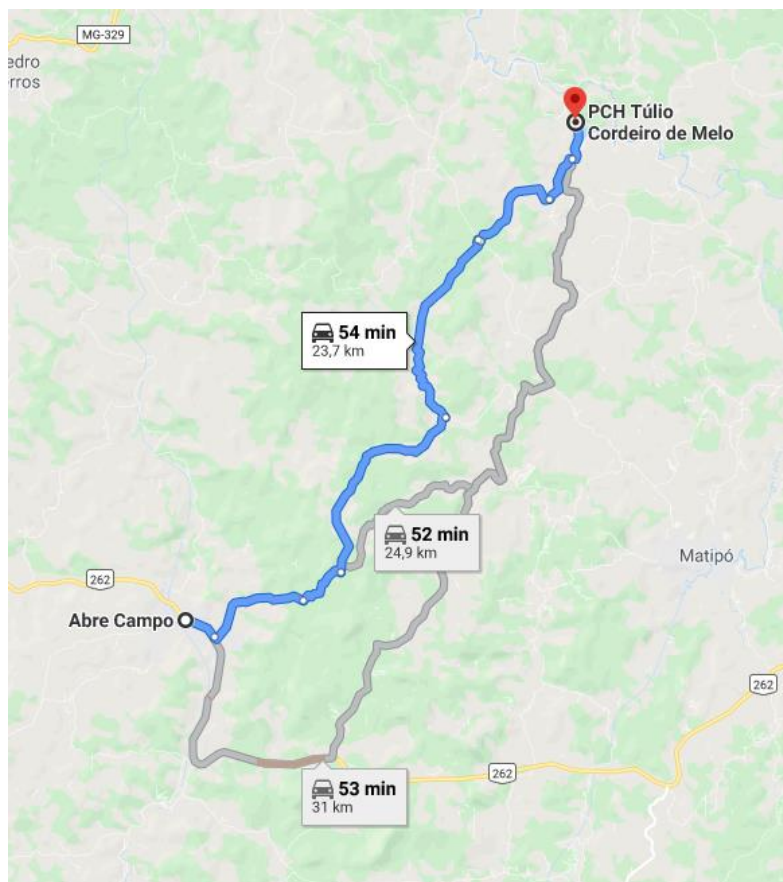 MG-329
edro
rros
PCH Túlio
Cordeiro de Melo
54 min
23,7 km
52 min
24,9 km
Matipó
262
Abre Campo
262
262
53 min
31 km